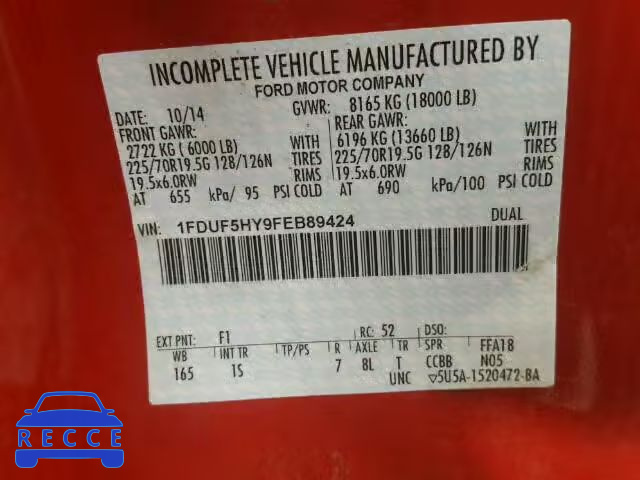 INCOMPLETE VEHICLE MANUFACTURED BY
FORD MOTOR COMPANY
DATE: 10/14 GVWR: 8165 KG (18000 LB)
FRONT GAWR: REAR GAWR:
2722 KG ( 6000 LB) WITH 6196 KG (13660 LB) WITH
225/70R19.5G 128/126N TIRES 225/70R19.5G 128/126N TIRES
19.5x6.0RW RIMS 19.5x6.0RW RIMS
AT 655 kPa/ 95 PSI COLD AT 690 kPa/100 PSI COLD
VIN: 1FDUF5HY9FEB89424 DUAL
EXT PNT: F1 RC: 52 DSO:
WB INT TR TP/PS R AXLE TR SPR FFA18
165 1S 7 8L T CCBB N05
UNC ▽5U5A-1520472-BA
RECCE